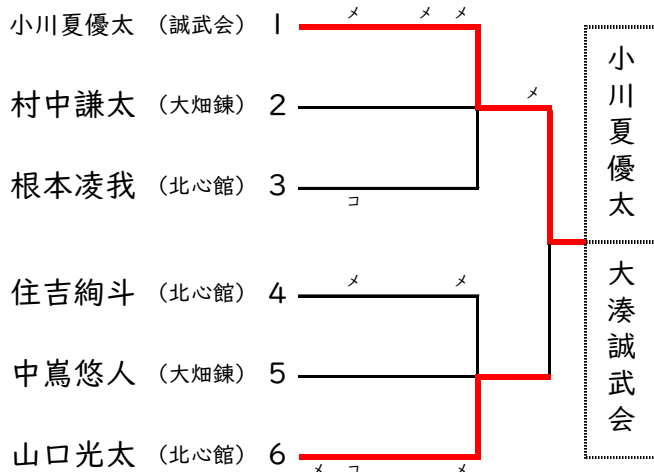 小川夏優太 （誠武会） 1 メ メ メ
村中謙太 （大畑錬） 2 メ
根本凌我 （北心館） 3
コ
住吉絢斗 （北心館） 4 メ メ
中嶌悠人 （大畑錬） 5
山口光太 （北心館） 6
メ コ メ
小川夏優太
大湊誠武会